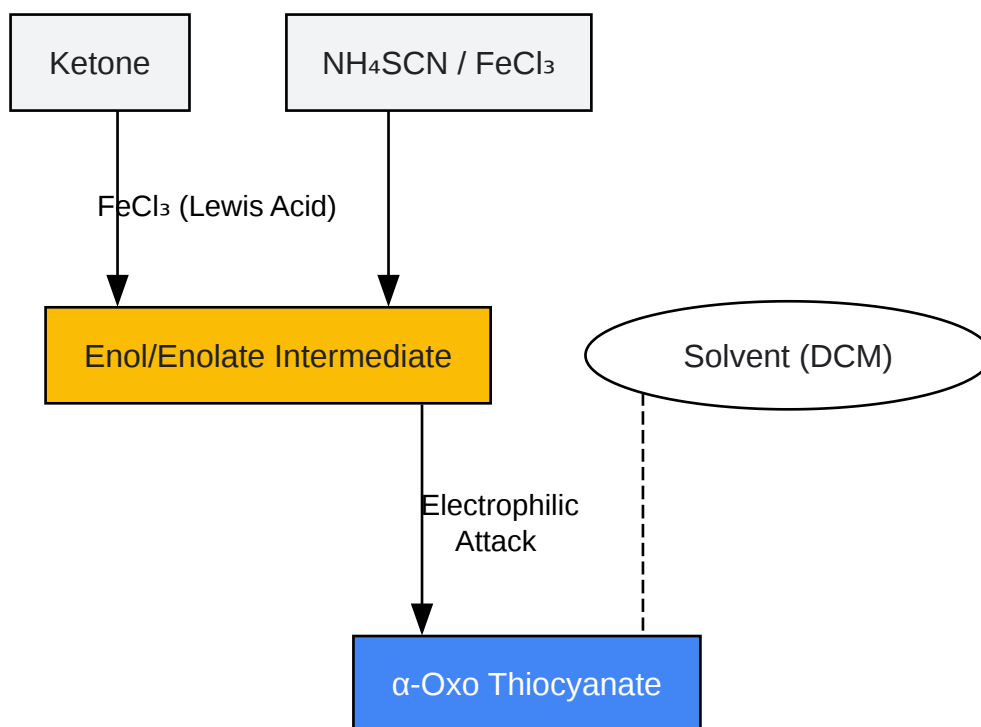 Ketone
NH₄SCN / FeCl₃
FeCl₃ (Lewis Acid)
Enol/Enolate Intermediate
Solvent (DCM)
Electrophilic
Attack
α-Oxo Thiocyanate